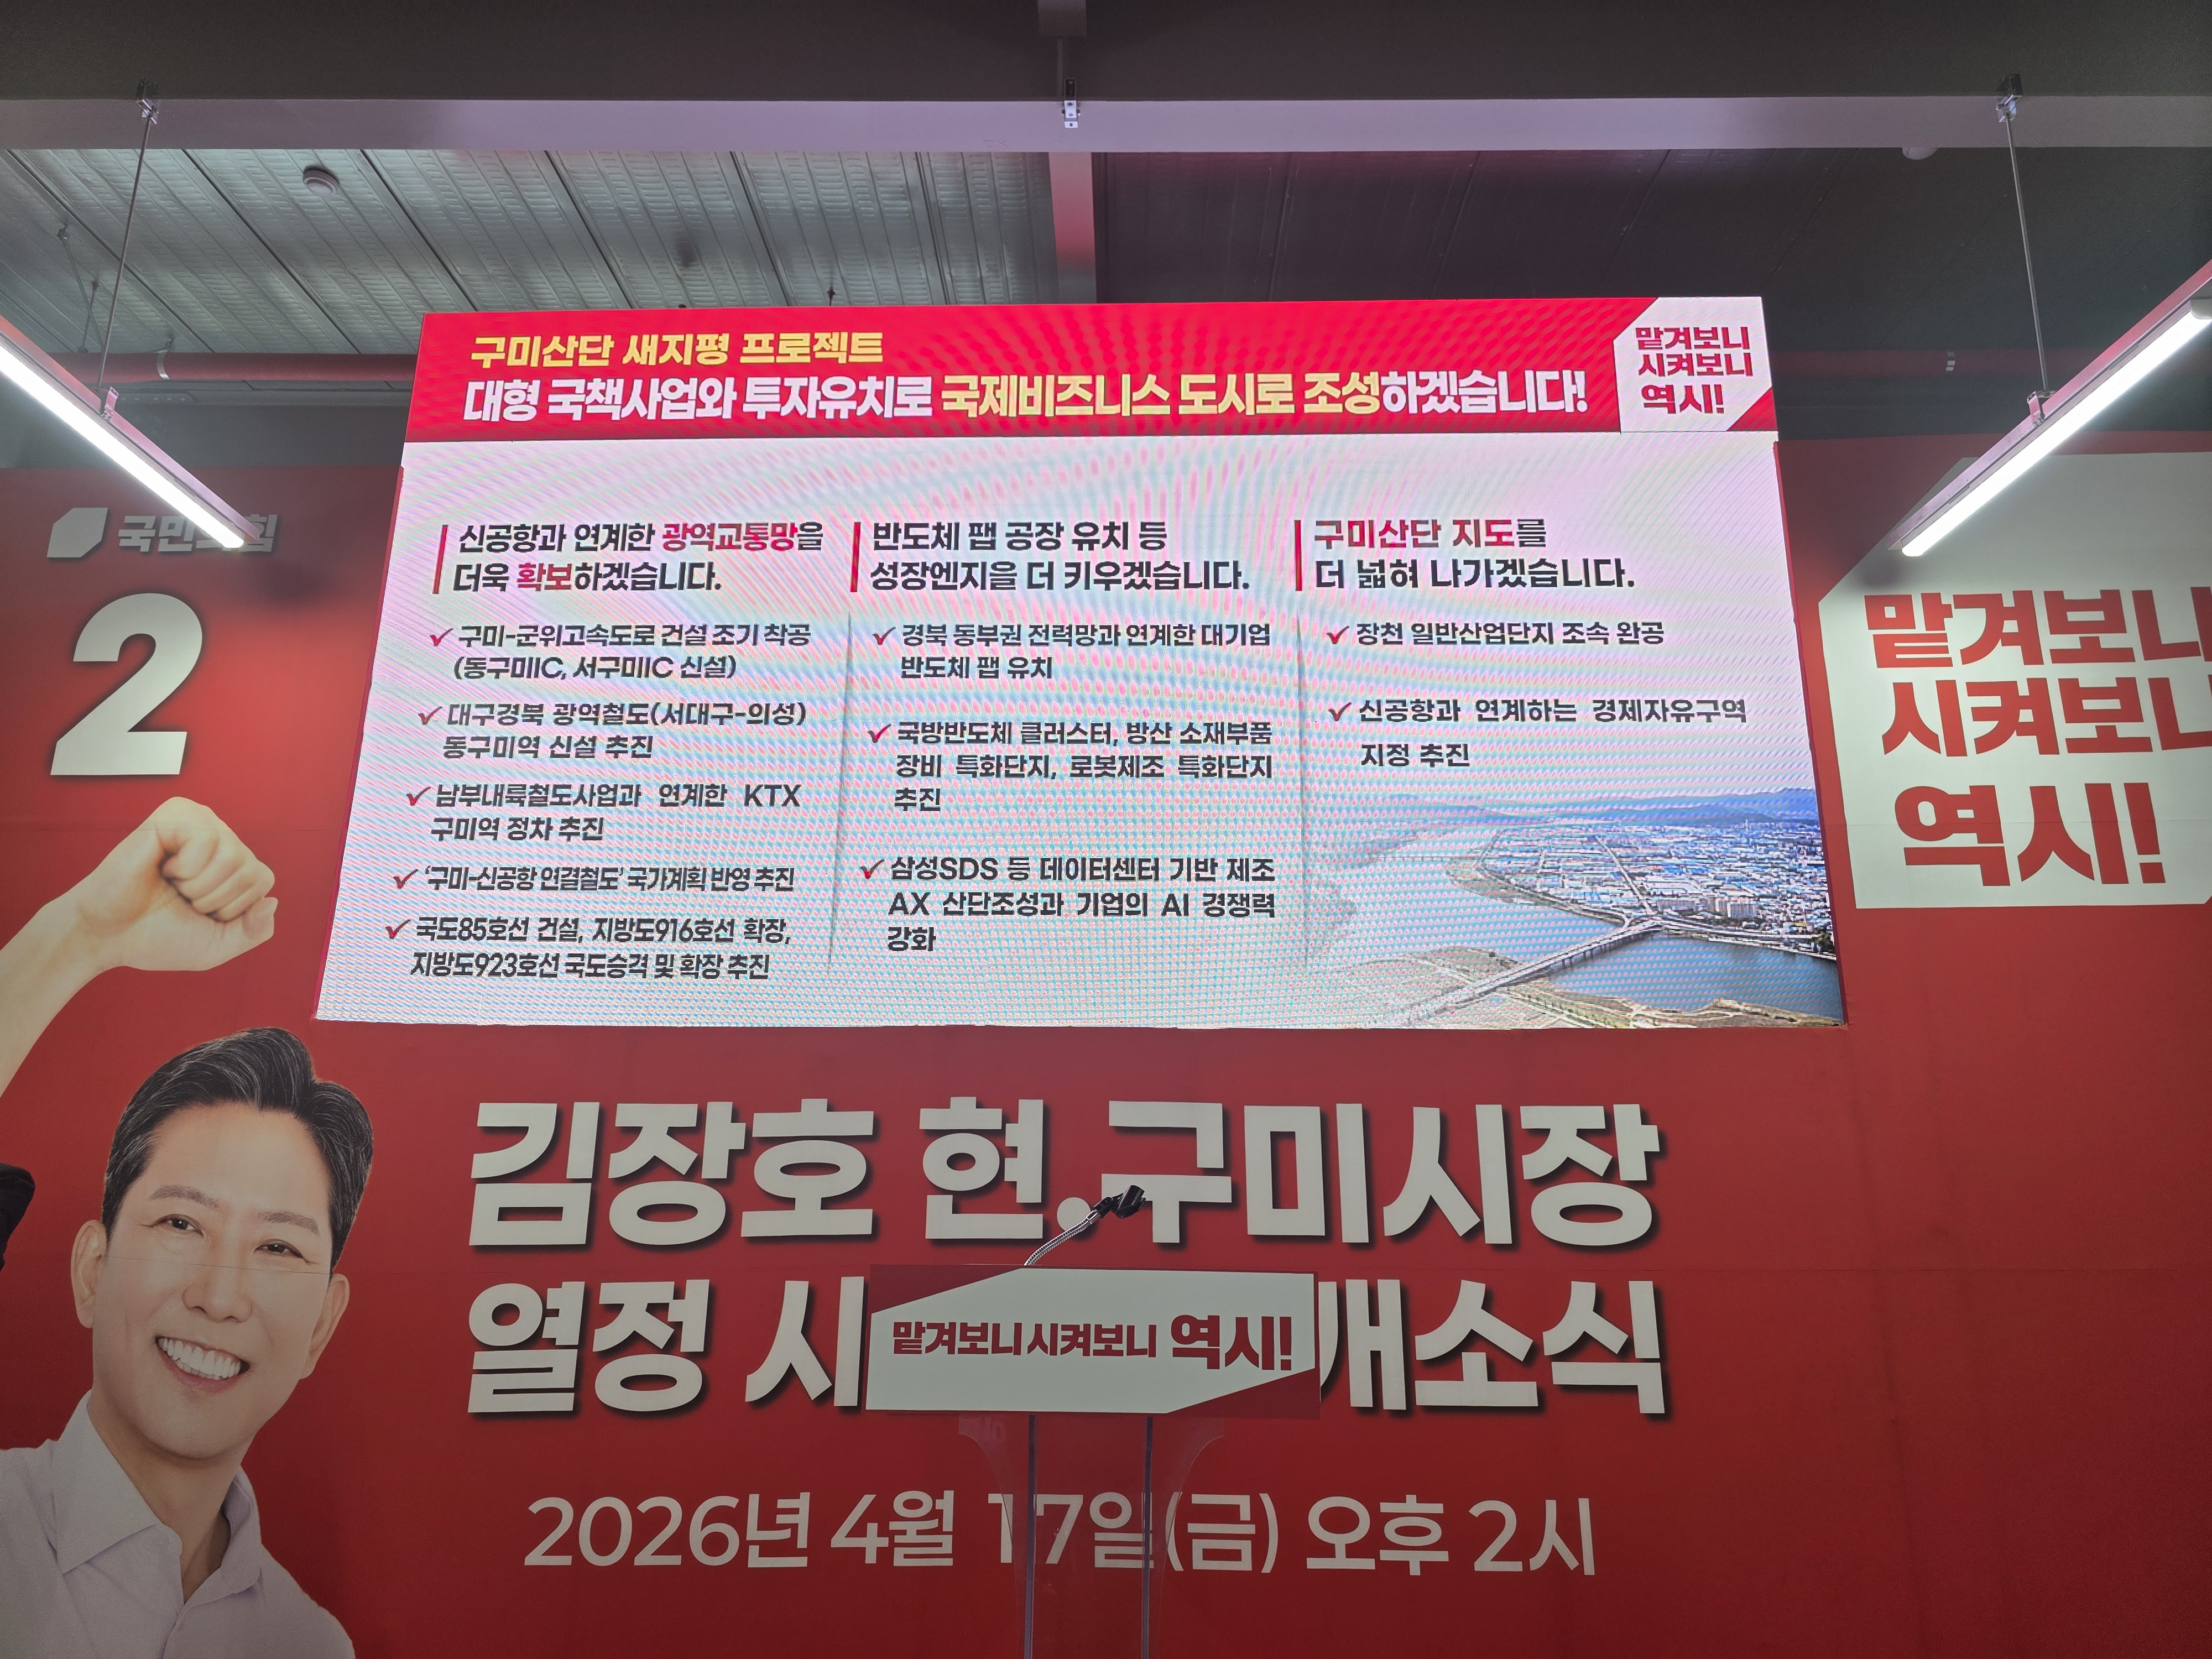 구미산단 새지평 프로젝트
대형 국책사업와 투자유치로 국제비즈니스 도시로 조성하겠습니다!
맡겨보니
시켜보니
역시!
신공항과 연계한 광역교통망을
더욱 확보하겠습니다.
✓ 구미-군위고속도로 건설 조기 착공
(동구미IC, 서구미IC 신설)
✓ 대구경북 광역철도(서대구-의성)
동구미역 신설 추진
✓ 남부내륙철도사업과 연계한 KTX
구미역 정차 추진
✓ '구미-신공항 연결철도' 국가계획 반영 추진
✓ 국도85호선 건설, 지방도916호선 확장,
지방도923호선 국도승격 및 확장 추진
반도체 팹 공장 유치 등
성장엔지을 더 키우겠습니다.
✓ 경북 동부권 전력망과 연계한 대기업
반도체 팹 유치
✓ 국방반도체 클러스터, 방산 소재부품
장비 특화단지, 로봇제조 특화단지
추진
✓ 삼성SDS 등 데이터센터 기반 제조
AX 산단조성과 기업의 AI 경쟁력
강화
구미산단 지도를
더 넓혀 나가겠습니다.
✓ 장천 일반산업단지 조속 완공
✓ 신공항과 연계하는 경제자유구역
지정 추진
국민의힘
2
맡겨보니
시켜보니
역시!
김장호 현.구미시장
열정 시 개소식
맡겨보니 시켜보니 역시!
2026년 4월 17일(금) 오후 2시